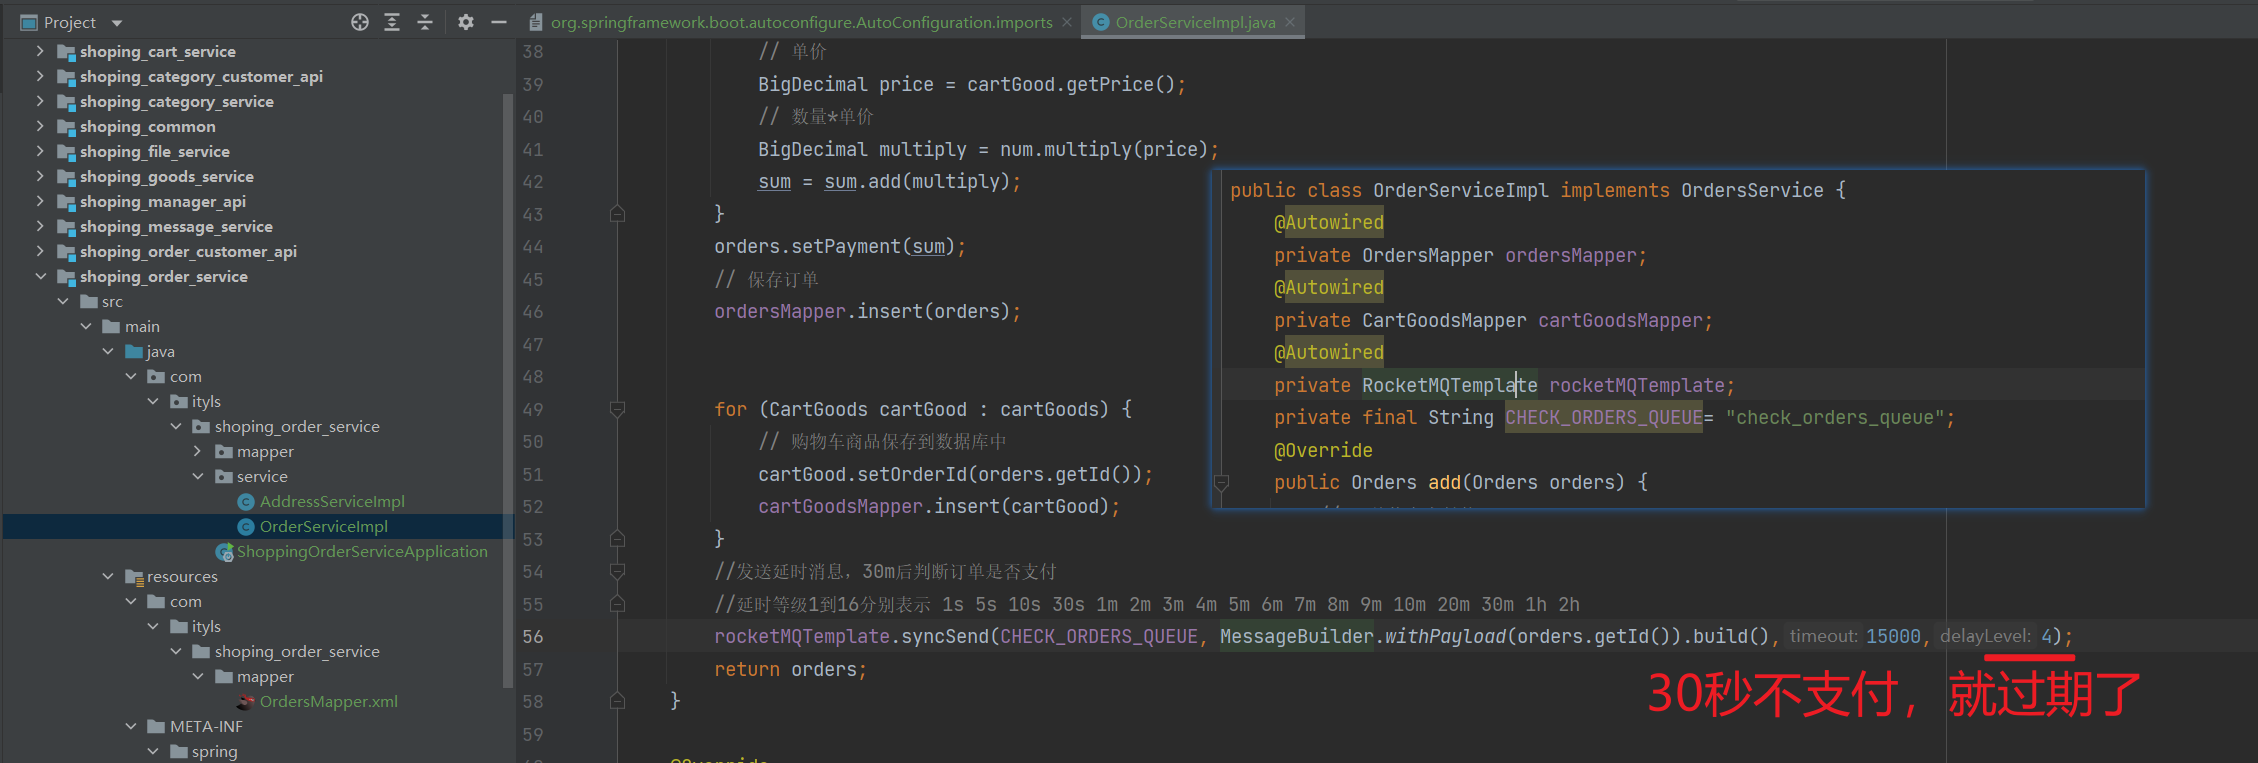 Project
org.springframework.boot.autoconfigure.AutoConfiguration.imports
OrderServiceImpl.java
shoping_cart_service
shoping_category_customer_api
shoping_category_service
shoping_common
shoping_file_service
shoping_goods_service
shoping_manager_api
shoping_message_service
shoping_order_customer_api
shoping_order_service
src
main
java
com
ityls
shoping_order_service
mapper
service
AddressServiceImpl
OrderServiceImpl
ShoppingOrderServiceApplication
resources
com
ityls
shoping_order_service
mapper
OrdersMapper.xml
META-INF
spring
38 // 单价
39 BigDecimal price = cartGood.getPrice();
40 // 数量*单价
41 BigDecimal multiply = num.multiply(price);
42 sum = sum.add(multiply);
43 }
44 orders.setPayment(sum);
45 // 保存订单
46 ordersMapper.insert(orders);
47
48
49 for (CartGoods cartGood : cartGoods) {
50 // 购物车商品保存到数据库中
51 cartGood.setOrderId(orders.getId());
52 cartGoodsMapper.insert(cartGood);
53 }
54 //发送延时消息，30m后判断订单是否支付
55 //延时等级1到16分别表示 1s 5s 10s 30s 1m 2m 3m 4m 5m 6m 7m 8m 9m 10m 20m 30m 1h 2h
56 rocketMQTemplate.syncSend(CHECK_ORDERS_QUEUE, MessageBuilder.withPayload(orders.getId()).build(), timeout: 15000, delayLevel: 4);
57 return orders;
58 }
59
public class OrderServiceImpl implements OrdersService {
@Autowired
private OrdersMapper ordersMapper;
@Autowired
private CartGoodsMapper cartGoodsMapper;
@Autowired
private RocketMQTemplate rocketMQTemplate;
private final String CHECK_ORDERS_QUEUE= "check_orders_queue";
@Override
public Orders add(Orders orders) {
30秒不支付，就过期了